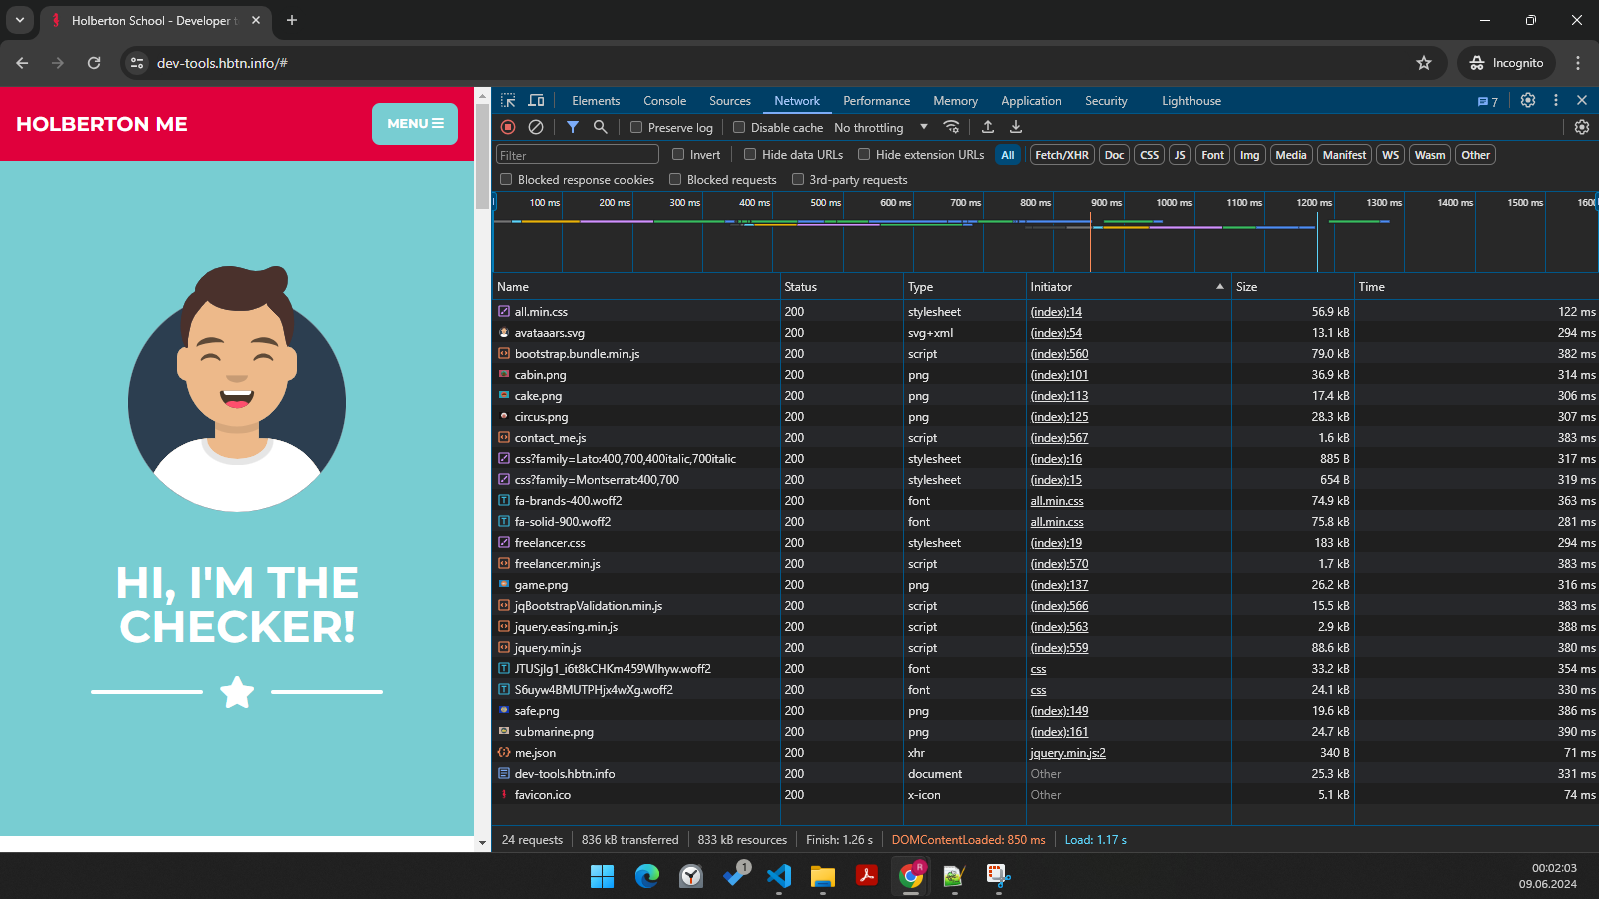 Holberton School - Developer t
dev-tools.hbtn.info/#
Incognito
HOLBERTON ME
MENU
HI, I'M THE
CHECKER!
Elements Console Sources Network Performance Memory Application Security Lighthouse 7
Preserve log Disable cache No throttling
Filter Invert Hide data URLs Hide extension URLs All Fetch/XHR Doc CSS JS Font Img Media Manifest WS Wasm Other
Blocked response cookies Blocked requests 3rd-party requests
100 ms 200 ms 300 ms 400 ms 500 ms 600 ms 700 ms 800 ms 900 ms 1000 ms 1100 ms 1200 ms 1300 ms 1400 ms 1500 ms 160
Name Status Type Initiator Size Time
all.min.css 200 stylesheet (index):14 56.9 kB 122 ms
avataaars.svg 200 svg+xml (index):54 13.1 kB 294 ms
bootstrap.bundle.min.js 200 script (index):560 79.0 kB 382 ms
cabin.png 200 png (index):101 36.9 kB 314 ms
cake.png 200 png (index):113 17.4 kB 306 ms
circus.png 200 png (index):125 28.3 kB 307 ms
contact_me.js 200 script (index):567 1.6 kB 383 ms
css?family=Lato:400,700,400italic,700italic 200 stylesheet (index):16 885 B 317 ms
css?family=Montserrat:400,700 200 stylesheet (index):15 654 B 319 ms
fa-brands-400.woff2 200 font all.min.css 74.9 kB 363 ms
fa-solid-900.woff2 200 font all.min.css 75.8 kB 281 ms
freelancer.css 200 stylesheet (index):19 183 kB 294 ms
freelancer.min.js 200 script (index):570 1.7 kB 383 ms
game.png 200 png (index):137 26.2 kB 316 ms
jqBootstrapValidation.min.js 200 script (index):566 15.5 kB 383 ms
jquery.easing.min.js 200 script (index):563 2.9 kB 388 ms
jquery.min.js 200 script (index):559 88.6 kB 380 ms
JTUSjIg1_i6t8kCHKm459Wlhyw.woff2 200 font css 33.2 kB 354 ms
S6uyw4BMUTPHjx4wXg.woff2 200 font css 24.1 kB 330 ms
safe.png 200 png (index):149 19.6 kB 386 ms
submarine.png 200 png (index):161 24.7 kB 390 ms
me.json 200 xhr jquery.min.js:2 340 B 71 ms
dev-tools.hbtn.info 200 document Other 25.3 kB 331 ms
favicon.ico 200 x-icon Other 5.1 kB 74 ms
24 requests 836 kB transferred 833 kB resources Finish: 1.26 s DOMContentLoaded: 850 ms Load: 1.17 s
1
R
00:02:03
09.06.2024